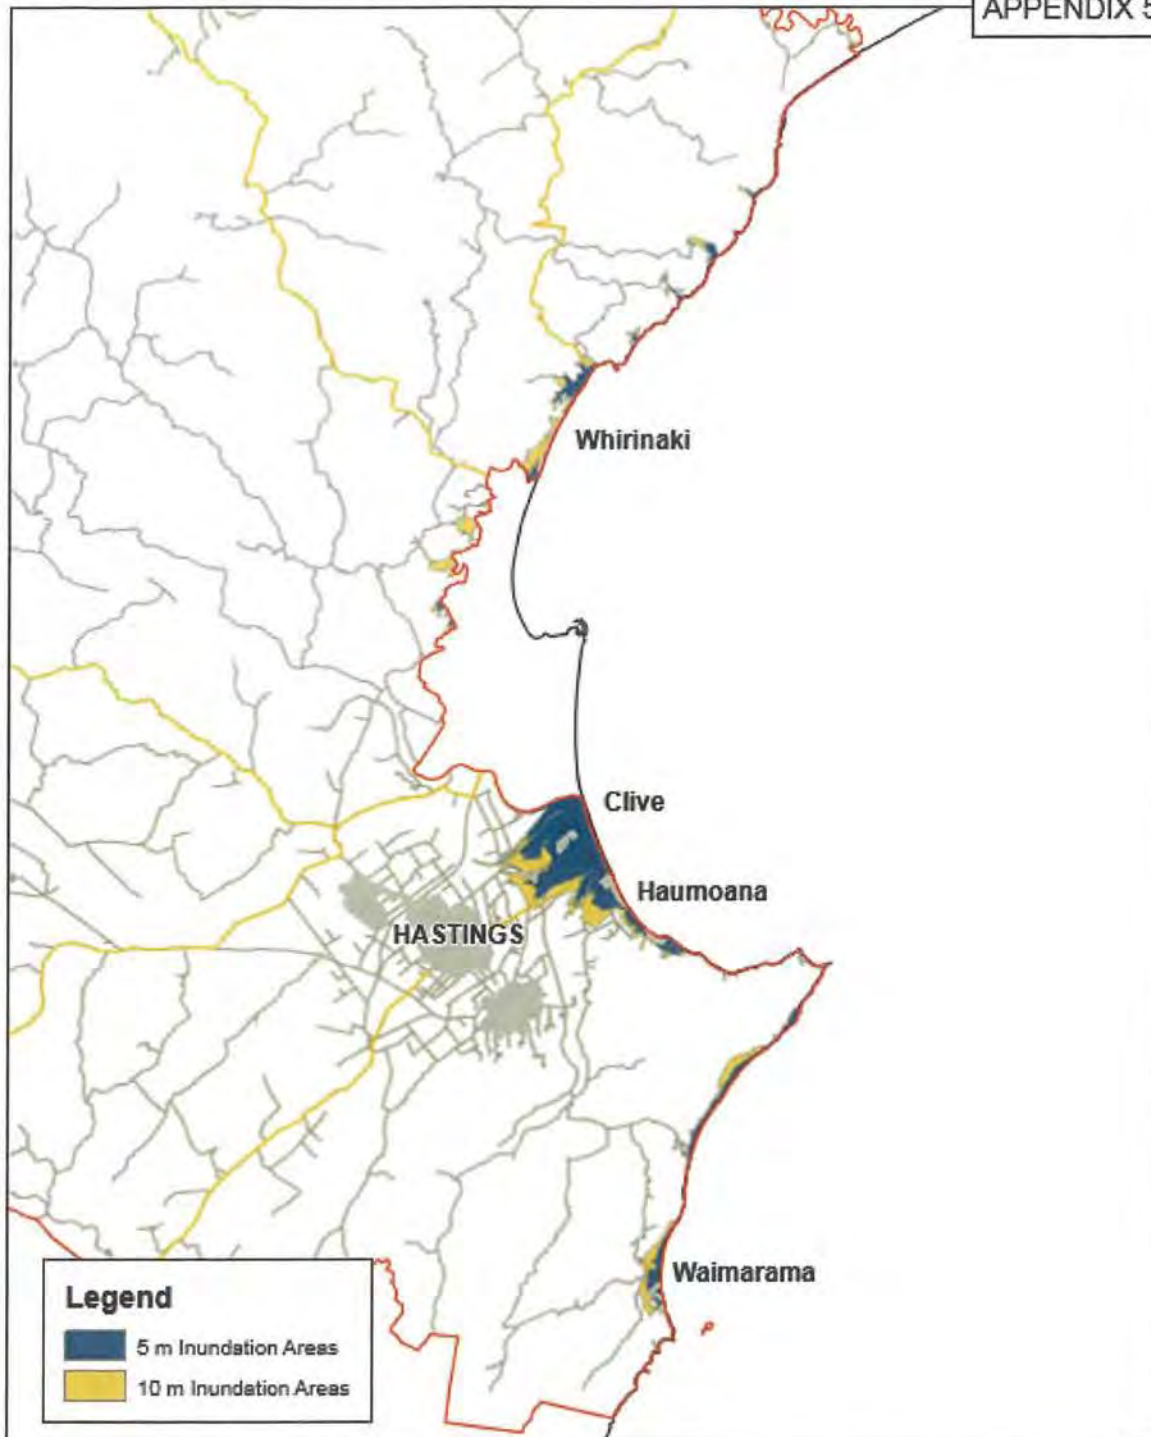 APPENDIX 5
Whirinaki
Clive
Haumoana
HASTINGS
Waimarama
Legend
5 m Inundation Areas
10 m Inundation Areas